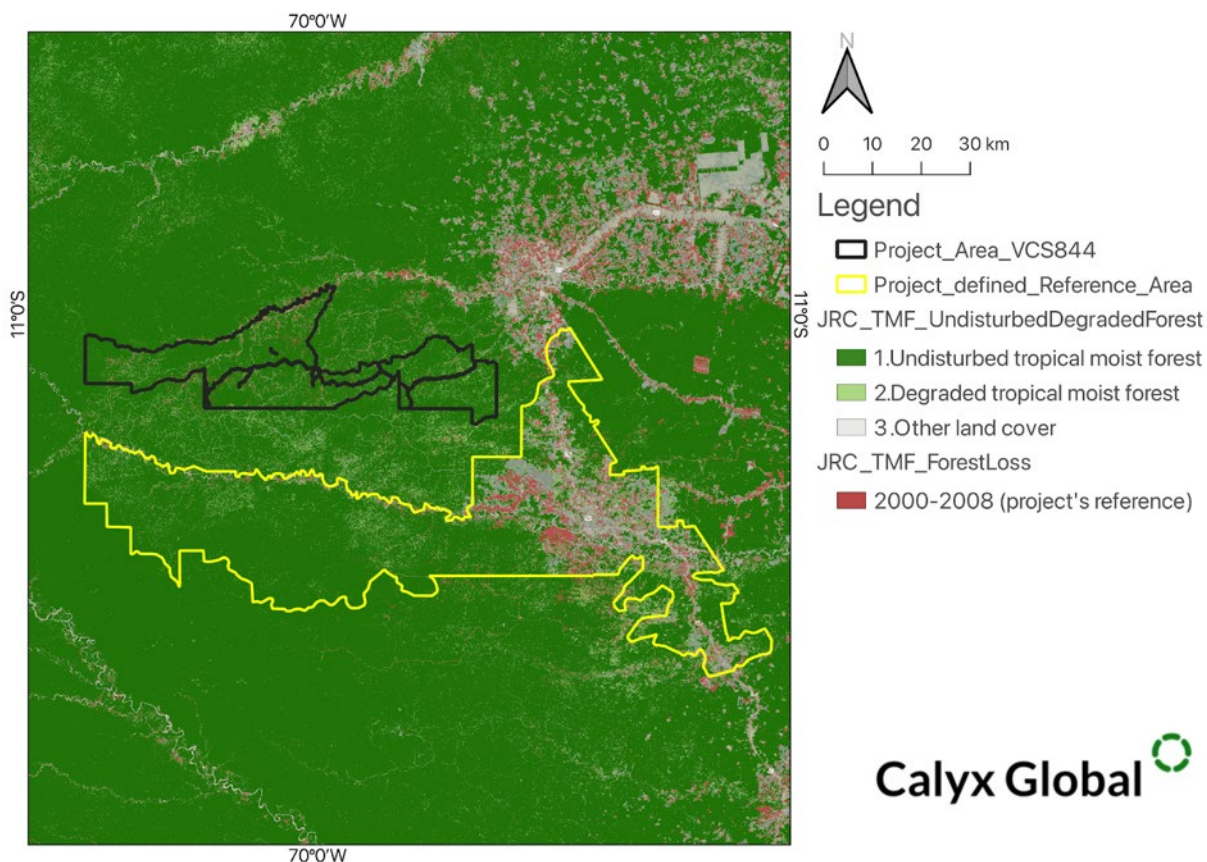 70°0'W
N
0 10 20 30 km
Legend
Project_Area_VCS844
11°0'S
11°0'S
Project_defined_Reference_Area
JRC_TMF_UndisturbedDegradedForest
1.Undisturbed tropical moist forest
2.Degraded tropical moist forest
3.Other land cover
JRC_TMF_ForestLoss
2000-2008 (project's reference)
Calyx Global
70°0'W